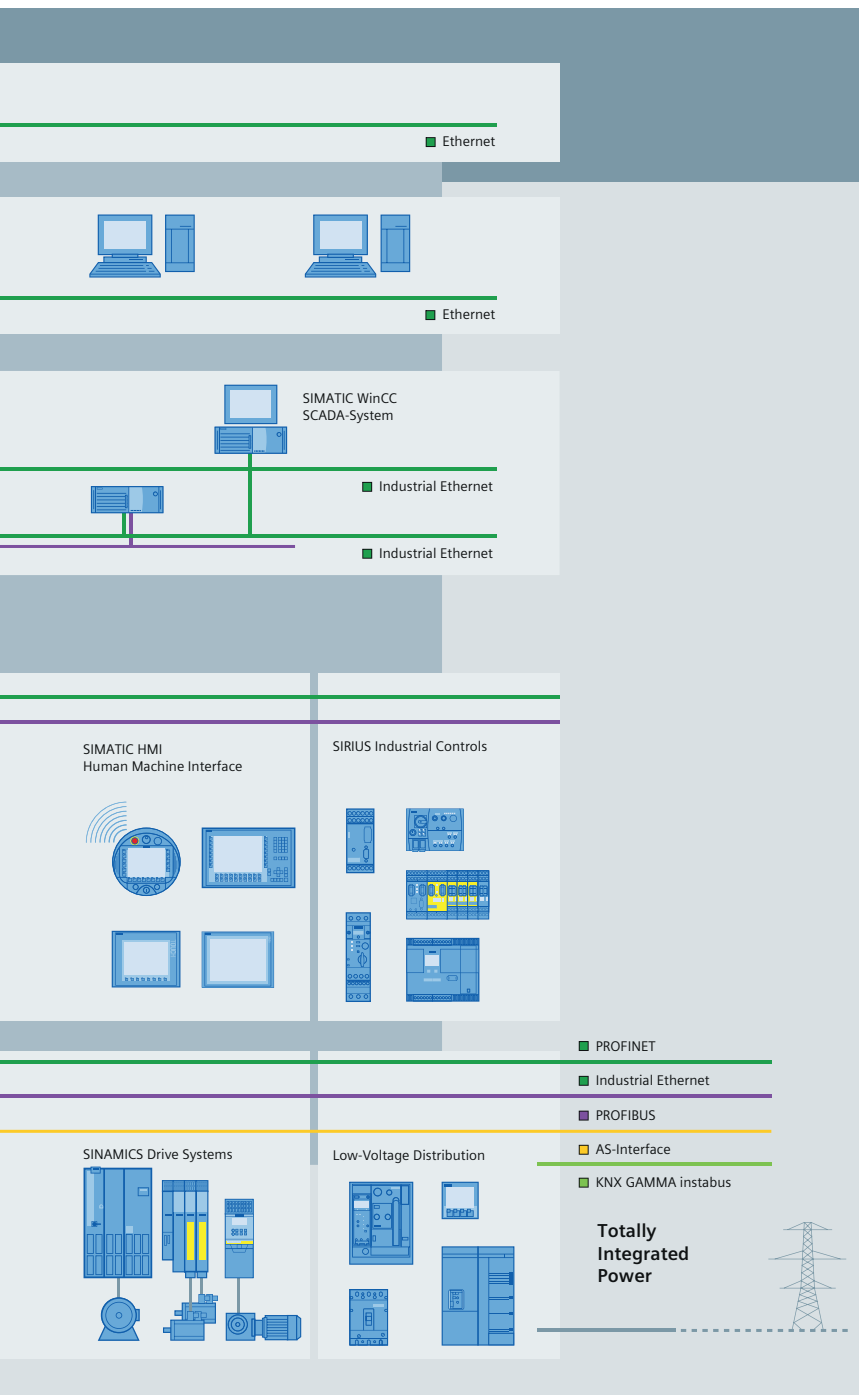 Ethernet
Ethernet
SIMATIC WinCC
SCADA-System
Industrial Ethernet
Industrial Ethernet
SIMATIC HMI
Human Machine Interface
SIRIUS Industrial Controls
PROFINET
Industrial Ethernet
PROFIBUS
AS-Interface
KNX GAMMA instabus
SINAMICS Drive Systems
Low-Voltage Distribution
Totally
Integrated
Power